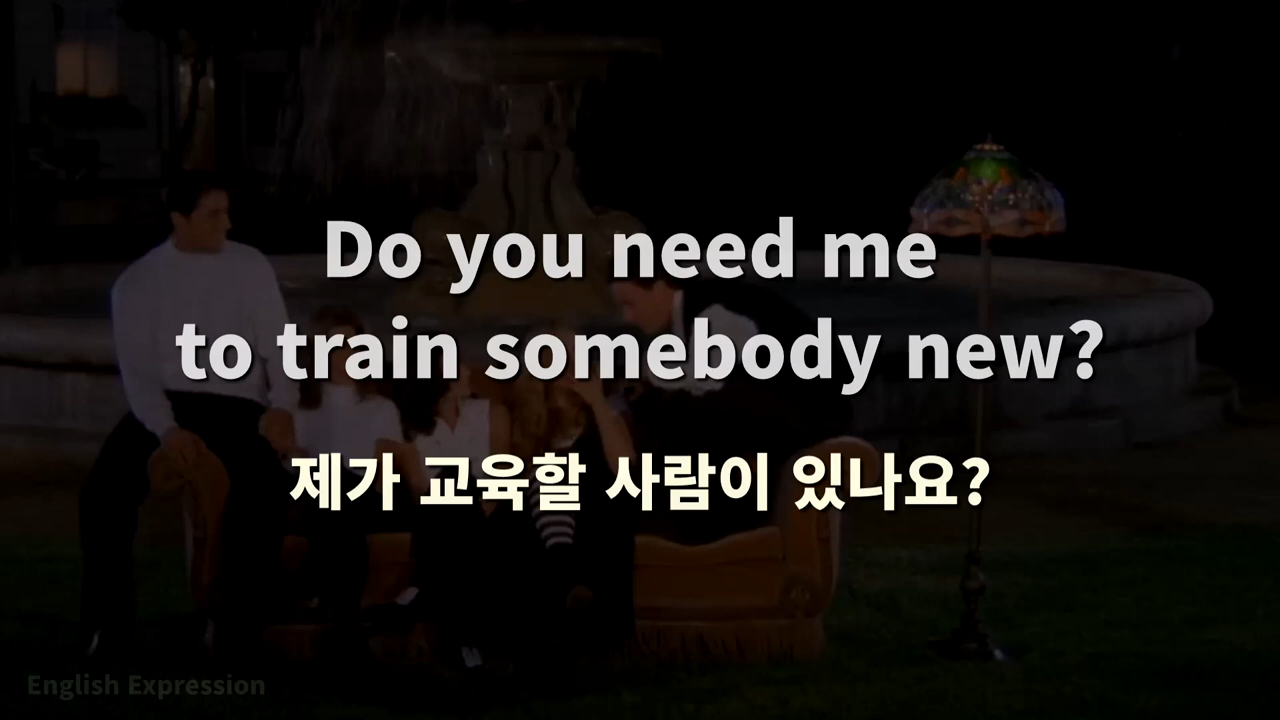 Do you need me
to train somebody new?
제가 교육할 사람이 있나요?
English Expression